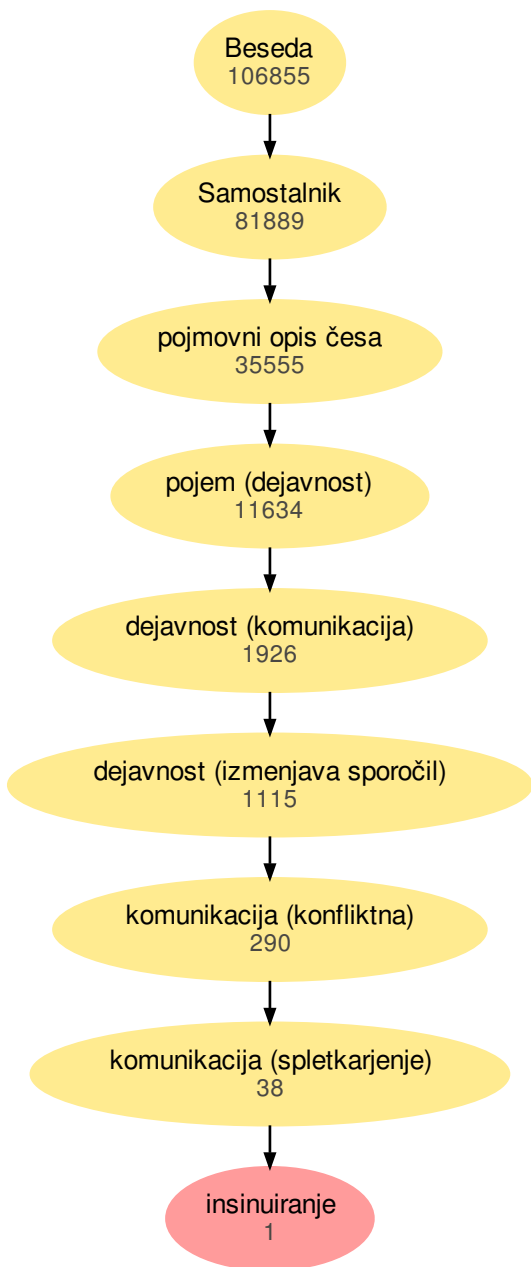 Beseda
106855
Samostalnik
81889
pojmovni opis česa
35555
pojem (dejavnost)
11634
dejavnost (komunikacija)
1926
dejavnost (izmenjava sporočil)
1115
komunikacija (konfliktna)
290
komunikacija (spletkarjenje)
38
insinuiranje
1